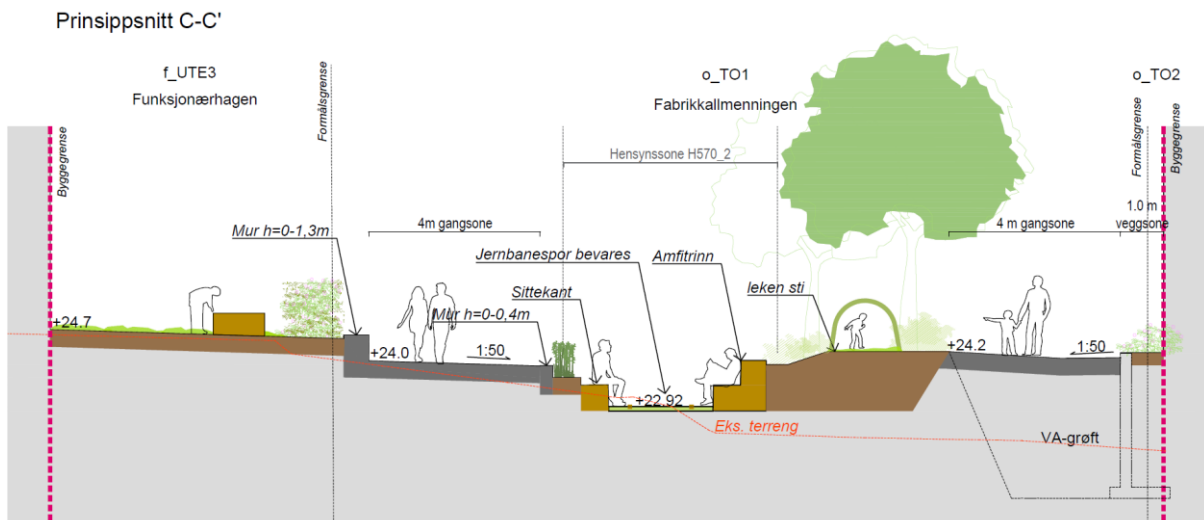 Prinsippsnitt C-C'
f_UTE3
Funksjonærhagen
o_TO1
Fabrikkallmenningen
o_TO2
Byggegrense
Formålsgrense
Formålsgrense
Byggegrense
Hensynssone H570_2
1.0 m
veggsone
4m gangsone
4 m gangsone
Mur h=0-1,3m
Jernbanespor bevares
Amfitrinn
Sittekant
leken sti
Mur h=0-0,4m
+24.7
+24.0
1:50
+24.2
1:50
+22.92
Eks. terreng
VA-grøft